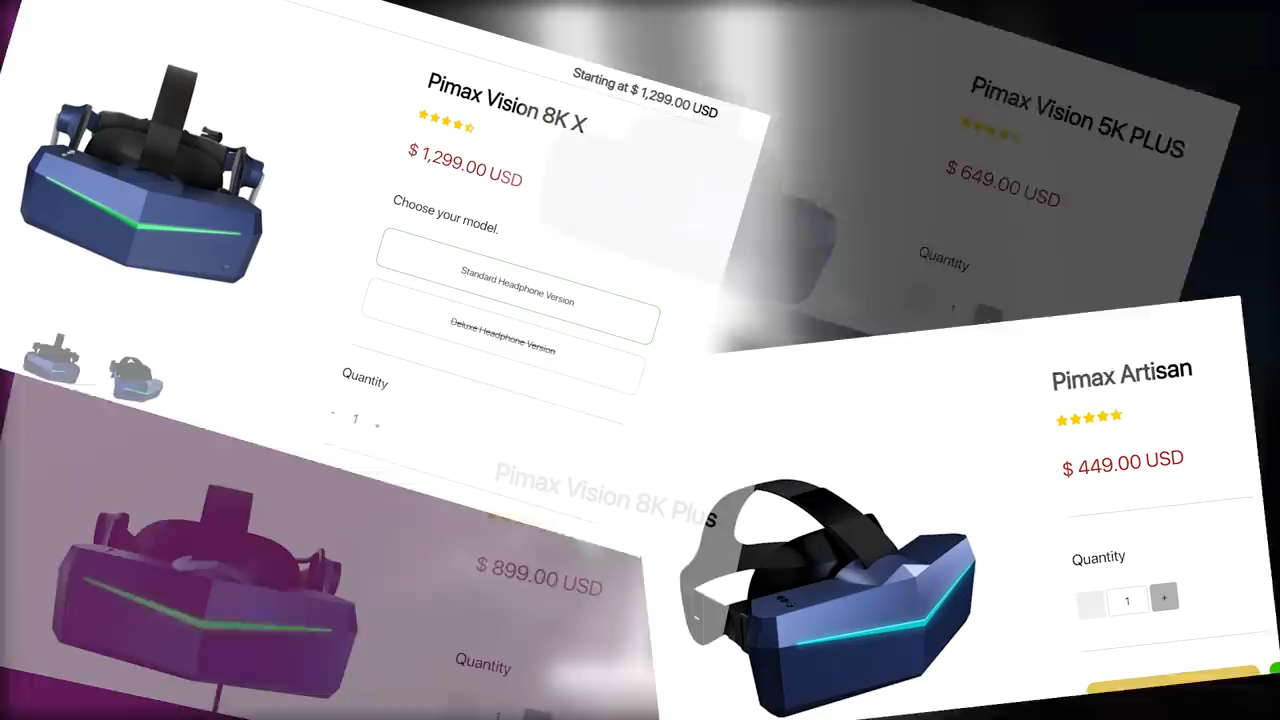 Starting at $ 1,299.00 USD
Pimax Vision 8K X
$ 1,299.00 USD
Choose your model.
Standard Headphone Version
Deluxe Headphone Version
Quantity
- 1 +
Pimax Vision 5K PLUS
$ 649.00 USD
Quantity
1
Pimax Vision 8K Plus
$ 899.00 USD
Quantity
1
Pimax Artisan
$ 449.00 USD
Quantity
1 +